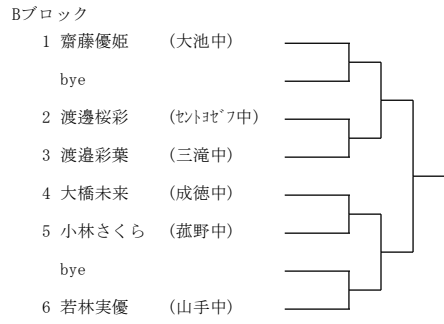 Bブロック
1 齋藤優姫 (大池中)
bye
2 渡邉桜彩 (ｾﾝﾄﾖｾﾞﾌ中)
3 渡邉彩葉 (三滝中)
4 大橋未来 (成徳中)
5 小林さくら (菰野中)
bye
6 若林実優 (山手中)